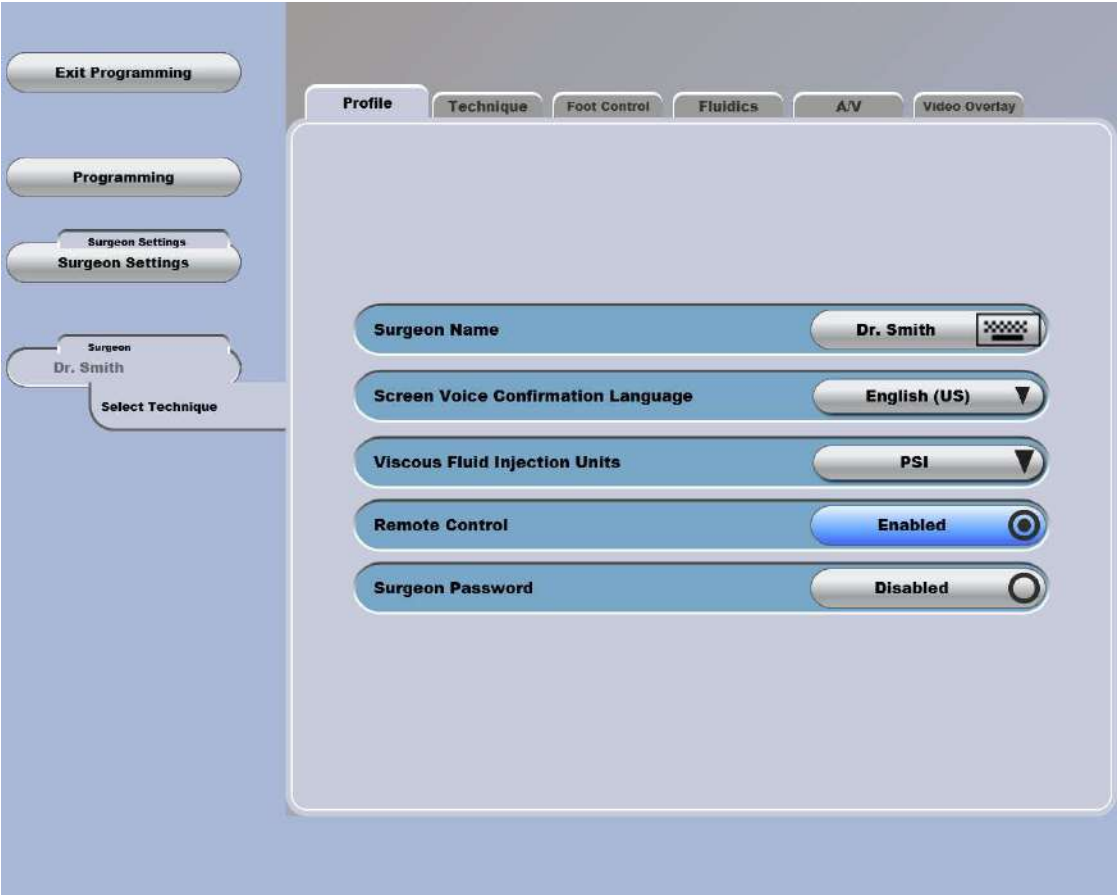 Exit Programming
Programming
Surgeon Settings
Surgeon Settings
Surgeon
Dr. Smith
Select Technique
Profile Technique Foot Control Fluidics A/V Video Overlay
Surgeon Name Dr. Smith
Screen Voice Confirmation Language English (US)
Viscous Fluid Injection Units PSI
Remote Control Enabled
Surgeon Password Disabled